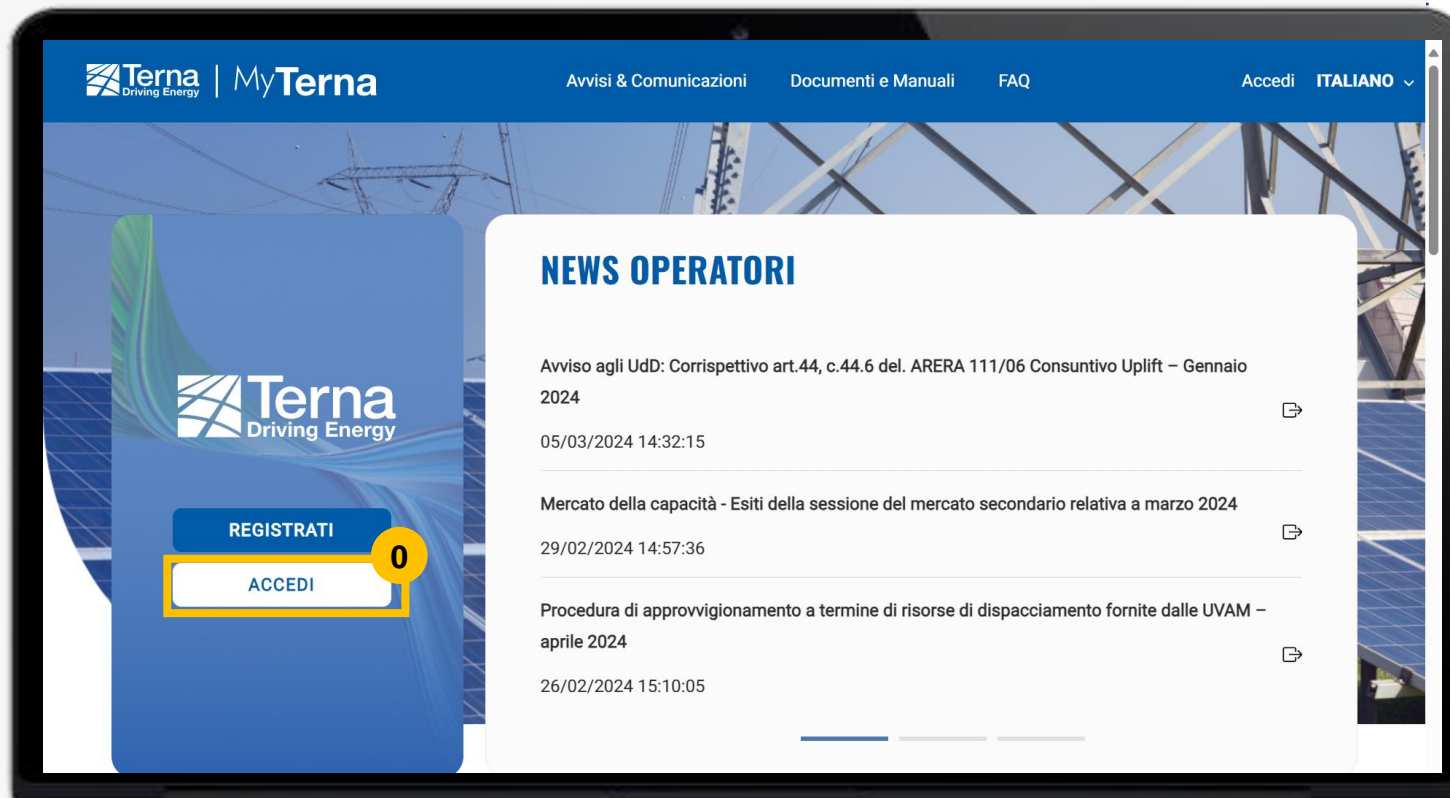 Terna
Driving Energy
MyTerna
Avvisi & Comunicazioni
Documenti e Manuali
FAQ
Accedi
ITALIANO
Terna
Driving Energy
REGISTRATI
0
ACCEDI
NEWS OPERATORI
Avviso agli UdD: Corrispettivo art.44, c.44.6 del. ARERA 111/06 Consuntivo Uplift – Gennaio
2024
05/03/2024 14:32:15
Mercato della capacità - Esiti della sessione del mercato secondario relativa a marzo 2024
29/02/2024 14:57:36
Procedura di approvvigionamento a termine di risorse di dispacciamento fornite dalle UVAM –
aprile 2024
26/02/2024 15:10:05